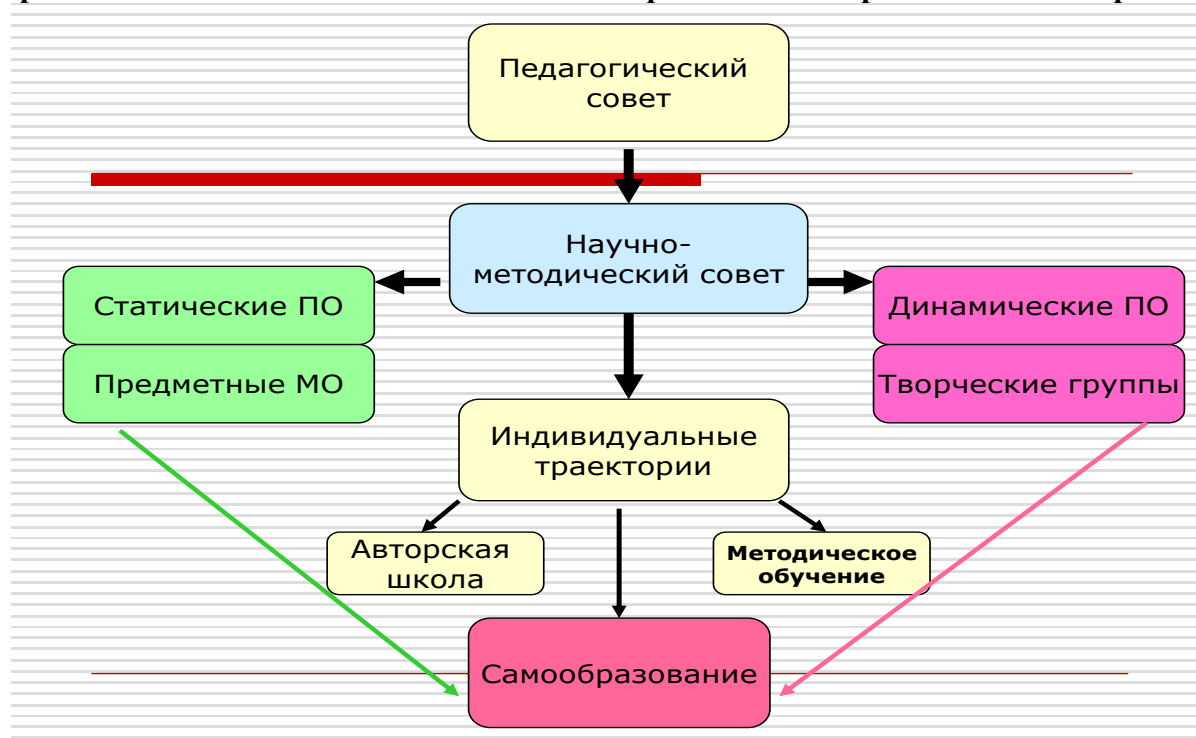 Педагогический
совет
Научно-
методический совет
Статические ПО
Динамические ПО
Предметные МО
Творческие группы
Индивидуальные
траектории
Авторская
школа
Методическое
обучение
Самообразование